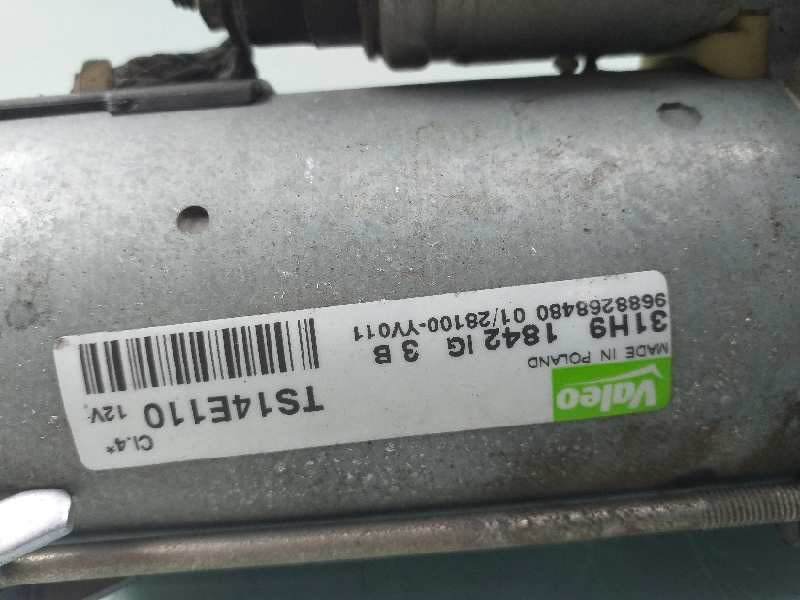 Valeo
MADE IN POLAND
TS14E110 12V Cl.4*
31H9 1842 IG 3 B
9688268480 01/28100-YV011